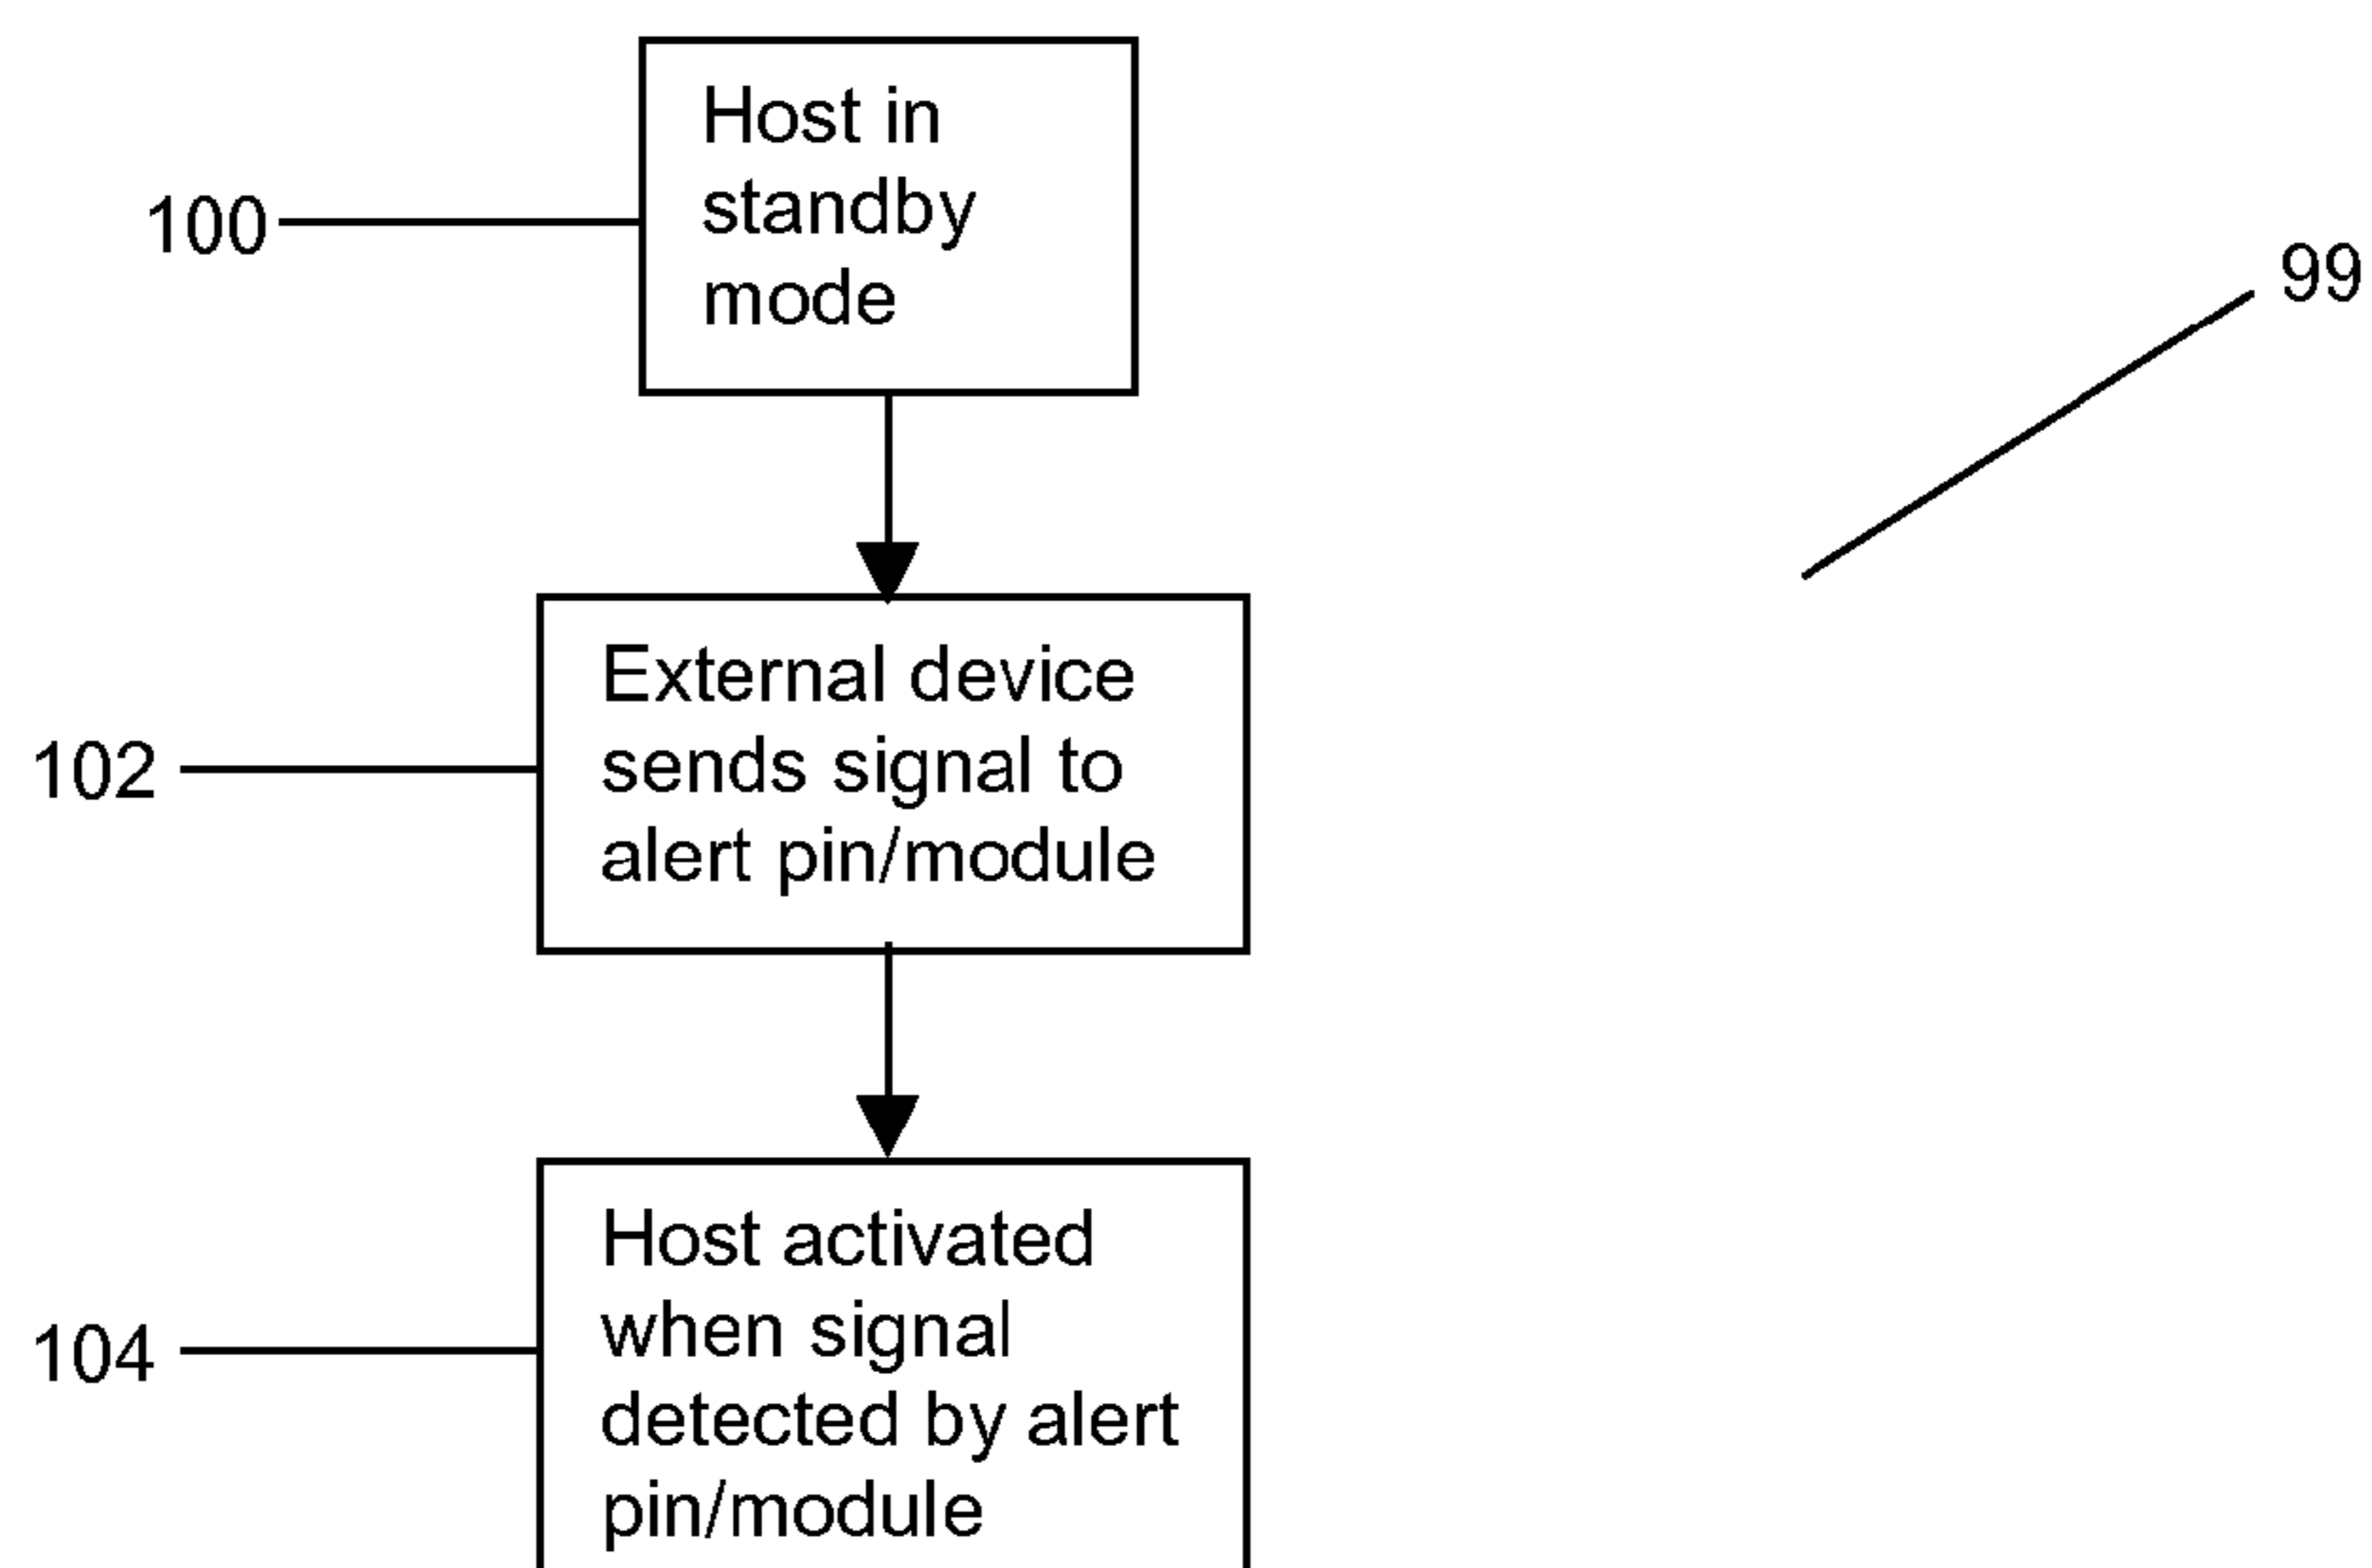 Host in
standby
mode
100
99
External device
sends signal to
alert pin/module
102
Host activated
when signal
detected by alert
pin/module
104